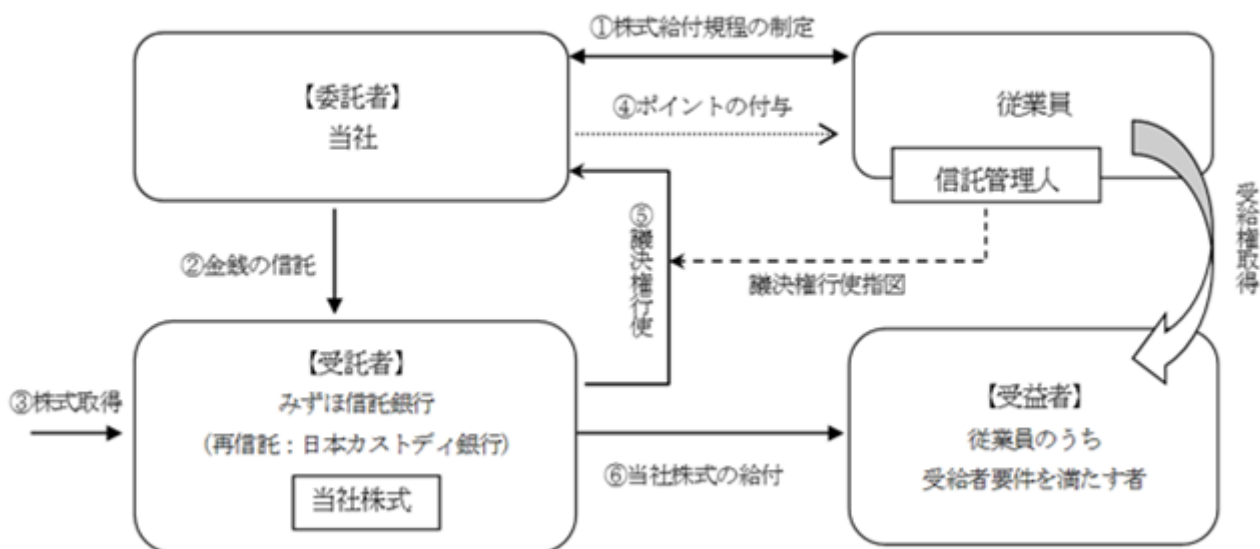 ①株式給付規程の制定
【委託者】
当社
④ポイントの付与
従業員
信託管理人
受給権取得
②金銭の信託
⑤議決権行使
議決権行使指図
③株式取得
【受託者】
みずほ信託銀行
(再信託：日本カストディ銀行)
当社株式
⑥当社株式の給付
【受益者】
従業員のうち
受給者要件を満たす者